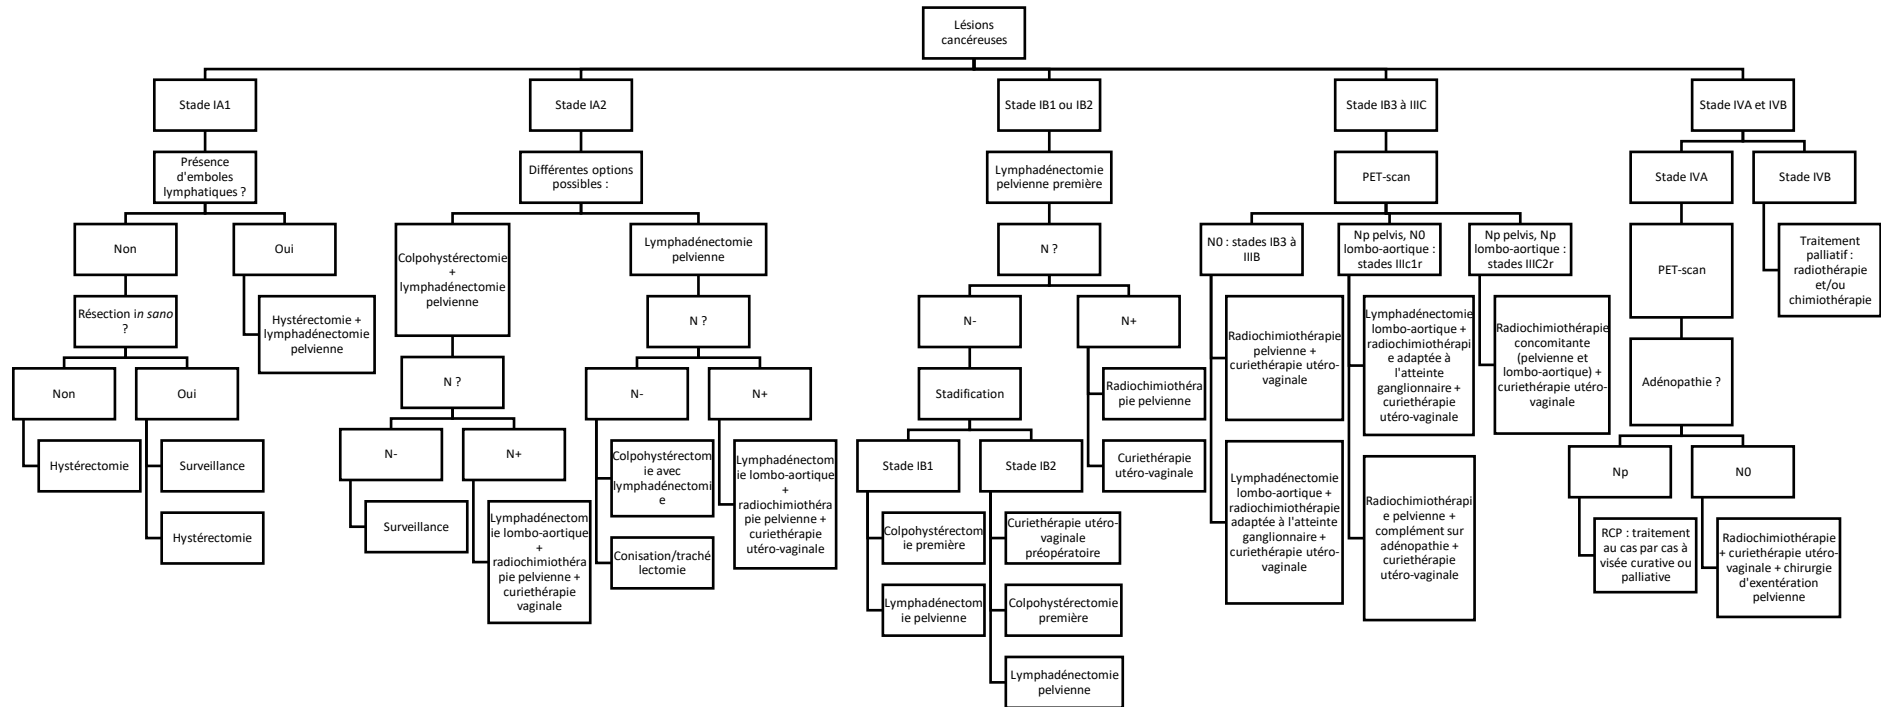 Lésions
cancéreuses
Stade IA1
Présence
d'emboles
lymphatiques ?
Non
Résection in sano
?
Non
Hystérectomie
Oui
Surveillance
Hystérectomie
Oui
Hystérectomie +
lymphadénectomie
pelvienne
Stade IA2
Différentes options
possibles :
Colpohystérectomie
+
lymphadénectomie
pelvienne
N ?
N-
Surveillance
N+
Lymphadénectom
ie lombo-aortique
+
radiochimiothéra
pie pelvienne +
curiethérapie
vaginale
Lymphadénectomie
pelvienne
N ?
N-
Colpohystérectom
ie avec
lymphadénectomi
e
Conisation/traché
lectomie
N+
Lymphadénectom
ie lombo-aortique
+
radiochimiothéra
pie pelvienne +
curiethérapie
utéro-vaginale
Stade IB1 ou IB2
Lymphadénectomie
pelvienne première
N ?
N-
Stadification
Stade IB1
Colpohystérectom
ie première
Lymphadénectom
ie pelvienne
Stade IB2
Curiethérapie utéro-
vaginale
préopératoire
Colpohystérectomie
première
Lymphadénectomie
pelvienne
N+
Radiochimiothéra
pie pelvienne
Curiethérapie
utéro-vaginale
Stade IB3 à IIIC
PET-scan
N0 : stades IB3 à
IIIB
Radiochimiothérapie
pelvienne +
curiethérapie utéro-
vaginale
Lymphadénectomie
lombo-aortique +
radiochimiothérapie
adaptée à l'atteinte
ganglionnaire +
curiethérapie utéro-
vaginale
Np pelvis, N0
lombo-aortique :
stades IIIc1r
Lymphadénectomie
lombo-aortique +
radiochimiothérapi
e adaptée à
l'atteinte
ganglionnaire +
curiethérapie
utéro-vaginale
Radiochimiothérapi
e pelvienne +
complément sur
adénopathie +
curiethérapie
utéro-vaginale
Np pelvis, Np
lombo-aortique :
stades IIIC2r
Radiochimiothérapie
concomitante
(pelvienne et
lombo-aortique) +
curiethérapie utéro-
vaginale
Stade IVA et IVB
Stade IVA
PET-scan
Adénopathie ?
Np
RCP : traitement
au cas par cas à
visée curative ou
palliative
N0
Radiochimiothérapie
+ curiethérapie utéro-
vaginale + chirurgie
d'exentération
pelvienne
Stade IVB
Traitement
palliatif :
radiothérapie
et/ou
chimiothérapie